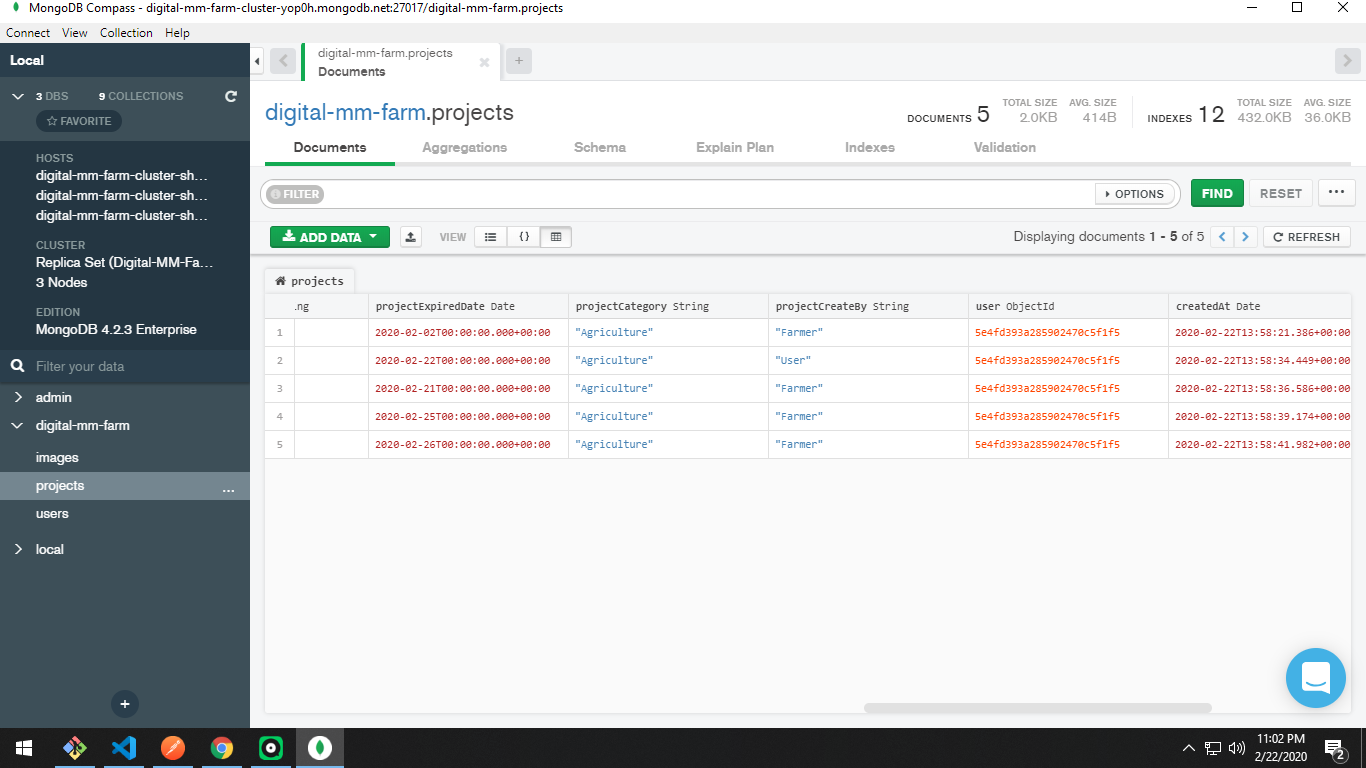 MongoDB Compass - digital-mm-farm-cluster-yop0h.mongodb.net:27017/digital-mm-farm.projects
Connect View Collection Help
Local
3 DBS 9 COLLECTIONS
FAVORITE
HOSTS
digital-mm-farm-cluster-sh...
digital-mm-farm-cluster-sh...
digital-mm-farm-cluster-sh...
CLUSTER
Replica Set (Digital-MM-Fa...
3 Nodes
EDITION
MongoDB 4.2.3 Enterprise
Filter your data
admin
digital-mm-farm
images
projects ...
users
local
+
digital-mm-farm.projects
Documents
+
digital-mm-farm.projects
DOCUMENTS 5 TOTAL SIZE 2.0KB AVG. SIZE 414B INDEXES 12 TOTAL SIZE 432.0KB AVG. SIZE 36.0KB
Documents Aggregations Schema Explain Plan Indexes Validation
FILTER OPTIONS FIND RESET ...
ADD DATA VIEW {} Displaying documents 1 - 5 of 5 < > REFRESH
projects
.ng projectExpiredDate Date projectCategory String projectCreateBy String user ObjectId createdAt Date
1 2020-02-02T00:00:00.000+00:00 "Agriculture" "Farmer" 5e4fd393a285902470c5f1f5 2020-02-22T13:58:21.386+00:00
2 2020-02-22T00:00:00.000+00:00 "Agriculture" "User" 5e4fd393a285902470c5f1f5 2020-02-22T13:58:34.449+00:00
3 2020-02-21T00:00:00.000+00:00 "Agriculture" "Farmer" 5e4fd393a285902470c5f1f5 2020-02-22T13:58:36.586+00:00
4 2020-02-25T00:00:00.000+00:00 "Agriculture" "Farmer" 5e4fd393a285902470c5f1f5 2020-02-22T13:58:39.174+00:00
5 2020-02-26T00:00:00.000+00:00 "Agriculture" "Farmer" 5e4fd393a285902470c5f1f5 2020-02-22T13:58:41.982+00:00
11:02 PM
2/22/2020
2